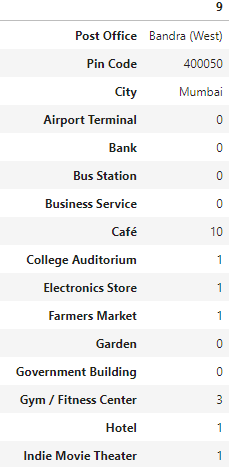 9
Post Office Bandra (West)
Pin Code 400050
City Mumbai
Airport Terminal 0
Bank 0
Bus Station 0
Business Service 0
Café 10
College Auditorium 1
Electronics Store 1
Farmers Market 1
Garden 0
Government Building 0
Gym / Fitness Center 3
Hotel 1
Indie Movie Theater 1